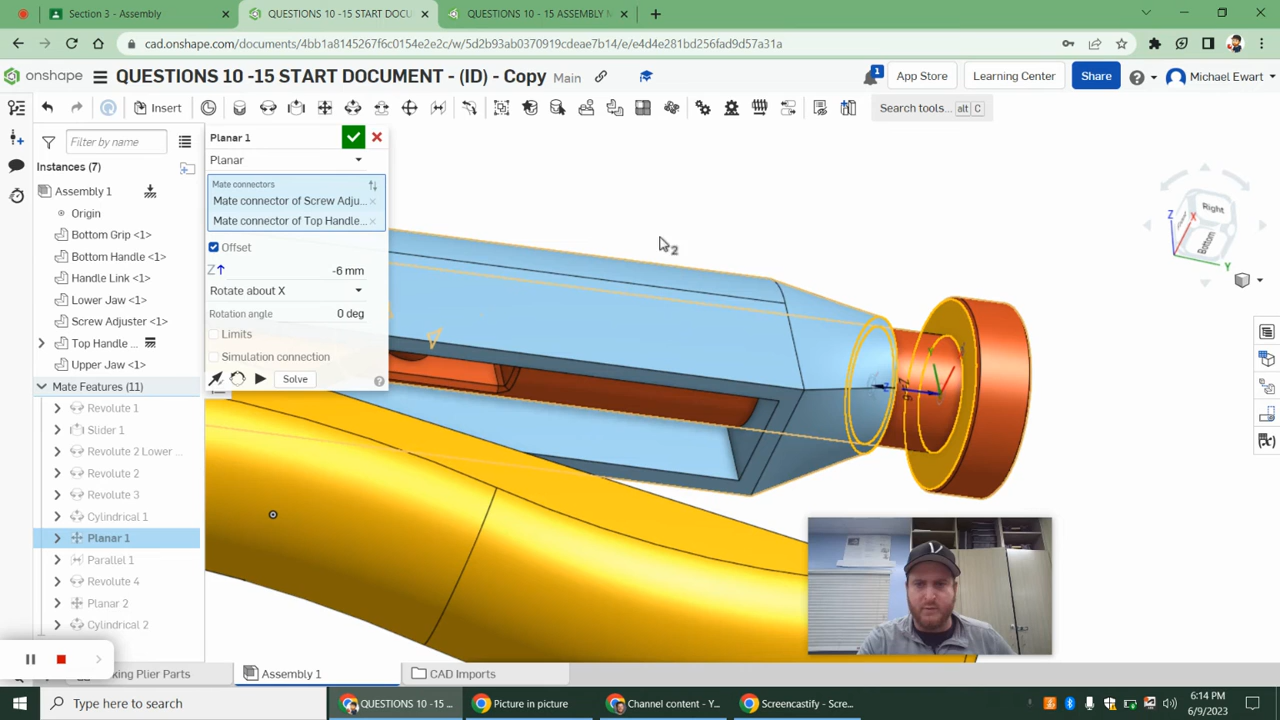 Section 3 - Assembly
QUESTIONS 10 -15 START DOCU
QUESTIONS 10 - 15 ASSEMBLY M
cad.onshape.com/documents/4bb1a8145267f6c0154e2e2c/w/5d2b93ab0370919cdeae7b14/e/e4d4e281bd256fad9d57a31a
onshape
QUESTIONS 10 -15 START DOCUMENT - (ID) - Copy Main
1
App Store
Learning Center
Share
Michael Ewart
Insert
Search tools...
alt
C
Filter by name
Instances (7)
Assembly 1
Origin
Bottom Grip <1>
Bottom Handle <1>
Handle Link <1>
Lower Jaw <1>
Screw Adjuster <1>
Top Handle ...
Upper Jaw <1>
Mate Features (11)
Revolute 1
Slider 1
Revolute 2 Lower ...
Revolute 2
Revolute 3
Cylindrical 1
Planar 1
Parallel 1
Revolute 4
Planar 2
Cylindrical 2
Planar 1
Planar
Mate connectors
Mate connector of Screw Adju...
Mate connector of Top Handle...
Offset
Z
-6 mm
Rotate about X
Rotation angle
0 deg
Limits
Simulation connection
Solve
2
Right
Bottom
Z
X
Y
king Plier Parts
Assembly 1
CAD Imports
Type here to search
QUESTIONS 10 -15 ...
Picture in picture
Channel content - Y...
Screencastify - Scre...
6:14 PM
6/9/2023